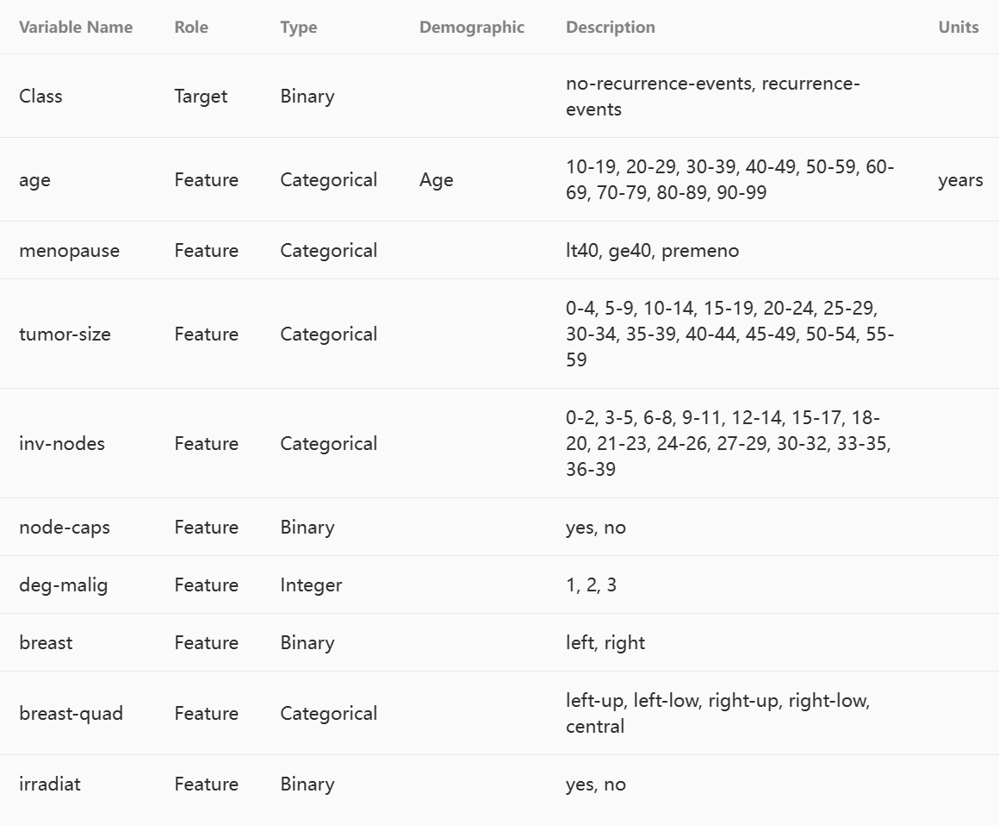 Variable Name Role Type Demographic Description Units
Class Target Binary no-recurrence-events, recurrence-
events
age Feature Categorical Age 10-19, 20-29, 30-39, 40-49, 50-59, 60-
69, 70-79, 80-89, 90-99 years
menopause Feature Categorical lt40, ge40, premeno
tumor-size Feature Categorical 0-4, 5-9, 10-14, 15-19, 20-24, 25-29,
30-34, 35-39, 40-44, 45-49, 50-54, 55-
59
inv-nodes Feature Categorical 0-2, 3-5, 6-8, 9-11, 12-14, 15-17, 18-
20, 21-23, 24-26, 27-29, 30-32, 33-35,
36-39
node-caps Feature Binary yes, no
deg-malig Feature Integer 1, 2, 3
breast Feature Binary left, right
breast-quad Feature Categorical left-up, left-low, right-up, right-low,
central
irradiat Feature Binary yes, no